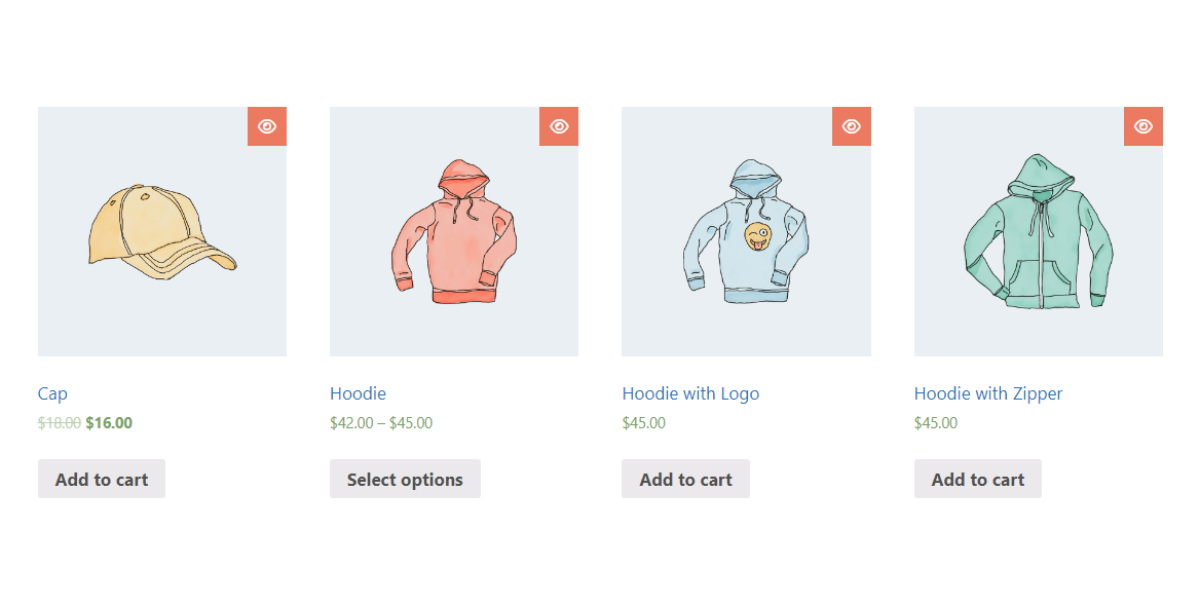 Cap
$18.00 $16.00
Add to cart
Hoodie
$42.00 – $45.00
Select options
Hoodie with Logo
$45.00
Add to cart
Hoodie with Zipper
$45.00
Add to cart